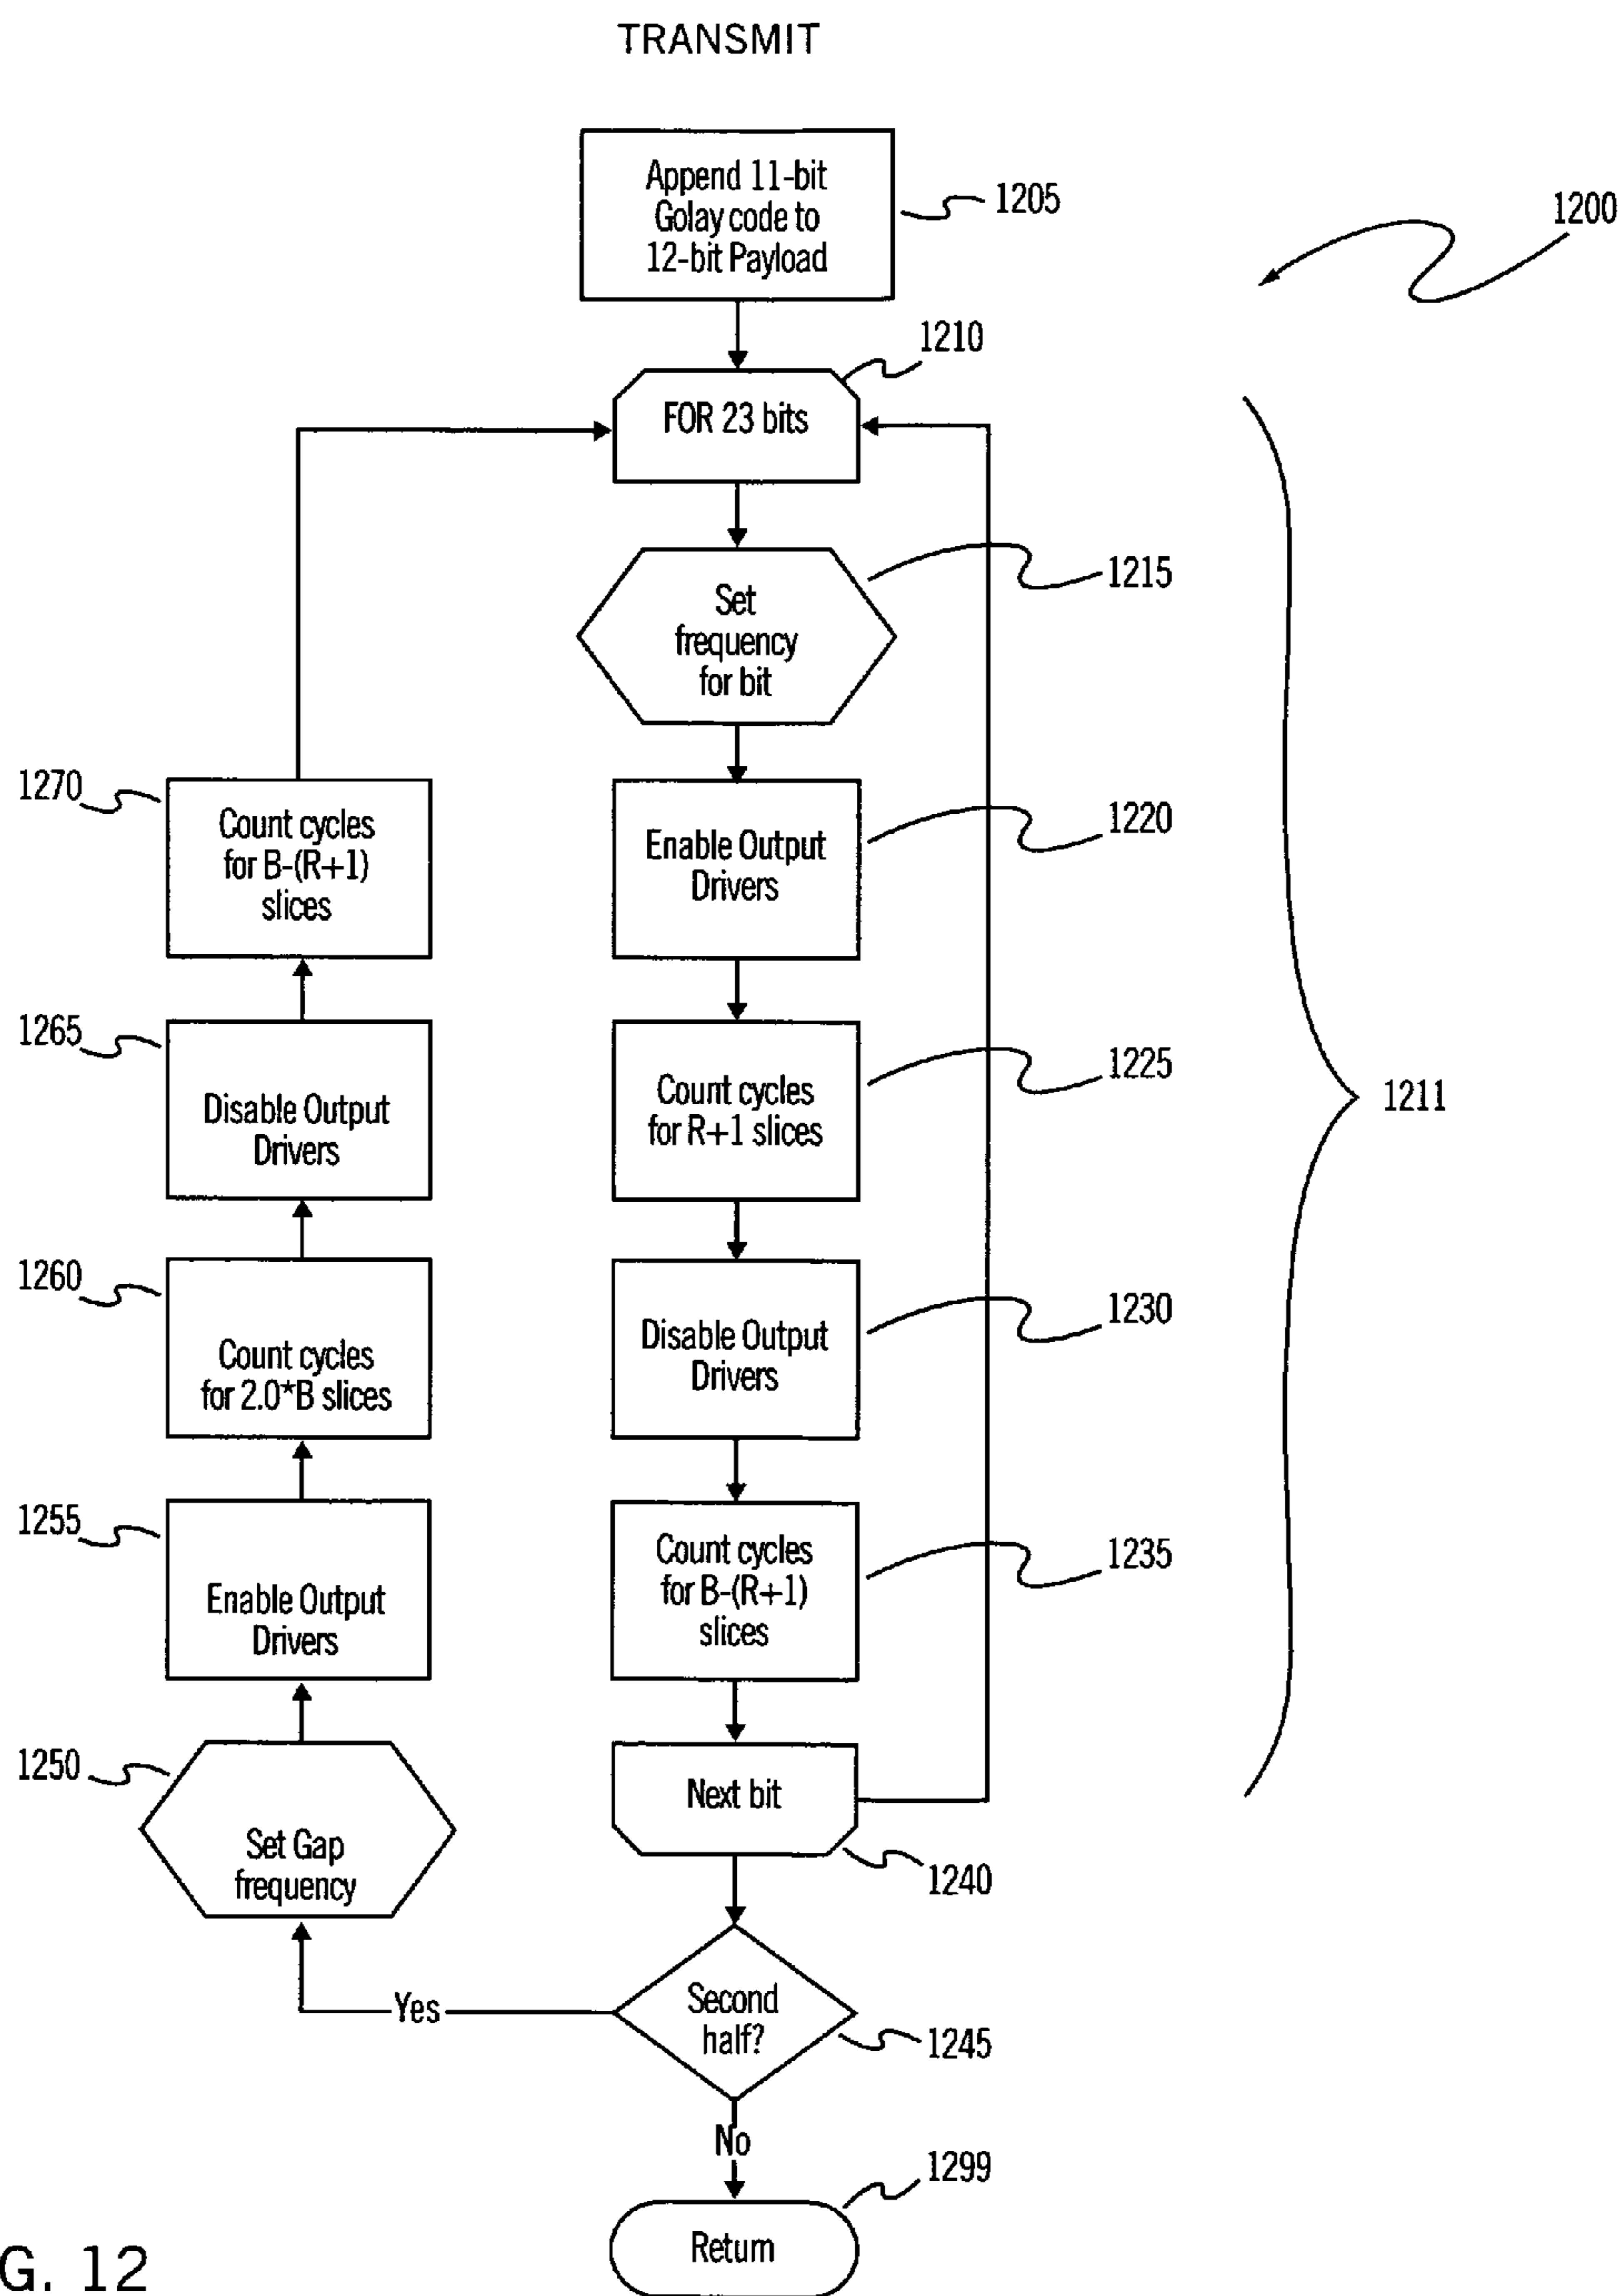 TRANSMIT
Append 11-bit
Golay code to
12-bit Payload
1205
1200
1210
FOR 23 bits
1215
Set
frequency
for bit
1270
Count cycles
for B-(R+1)
slices
1220
Enable Output
Drivers
1265
Disable Output
Drivers
1225
Count cycles
for R+1 slices
1211
1260
Count cycles
for 2.0*B slices
1230
Disable Output
Drivers
1255
Enable Output
Drivers
1235
Count cycles
for B-(R+1)
slices
1250
Set Gap
frequency
Next bit
1240
Yes
Second
half?
1245
No
1299
Return
G. 12